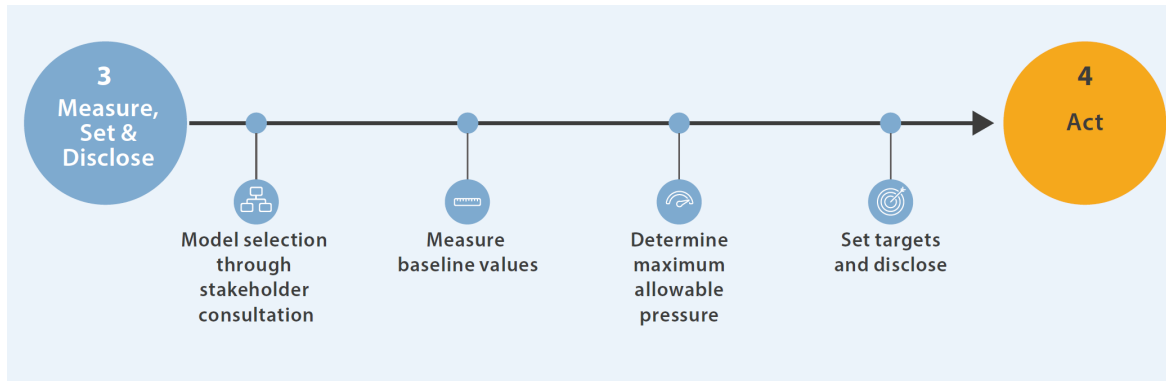 3
Measure,
Set &
Disclose
4
Act
Model selection
through
stakeholder
consultation
Measure
baseline values
Determine
maximum
allowable
pressure
Set targets
and disclose